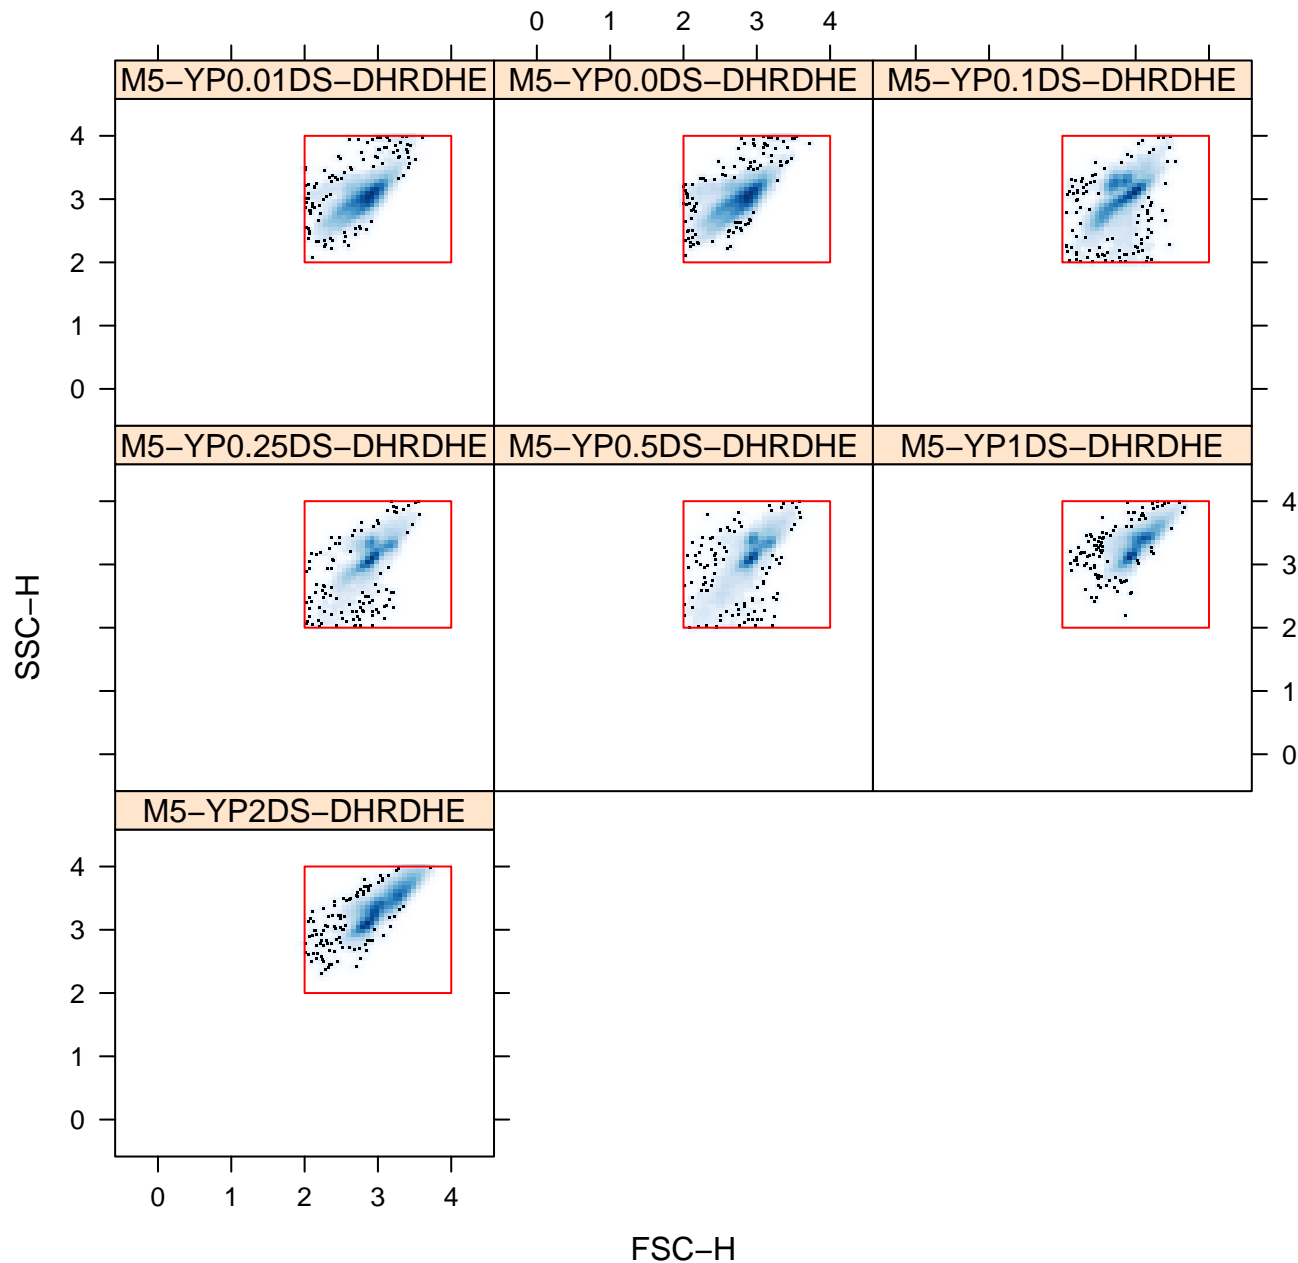 0 1 2 3 4
M5−YP0.01DS−DHRDHE M5−YP0.0DS−DHRDHE M5−YP0.1DS−DHRDHE
4
3
2
1
0
M5−YP0.25DS−DHRDHE M5−YP0.5DS−DHRDHE M5−YP1DS−DHRDHE
4
3
2
1
0
SSC−H
M5−YP2DS−DHRDHE
4
3
2
1
0
0 1 2 3 4
FSC−H